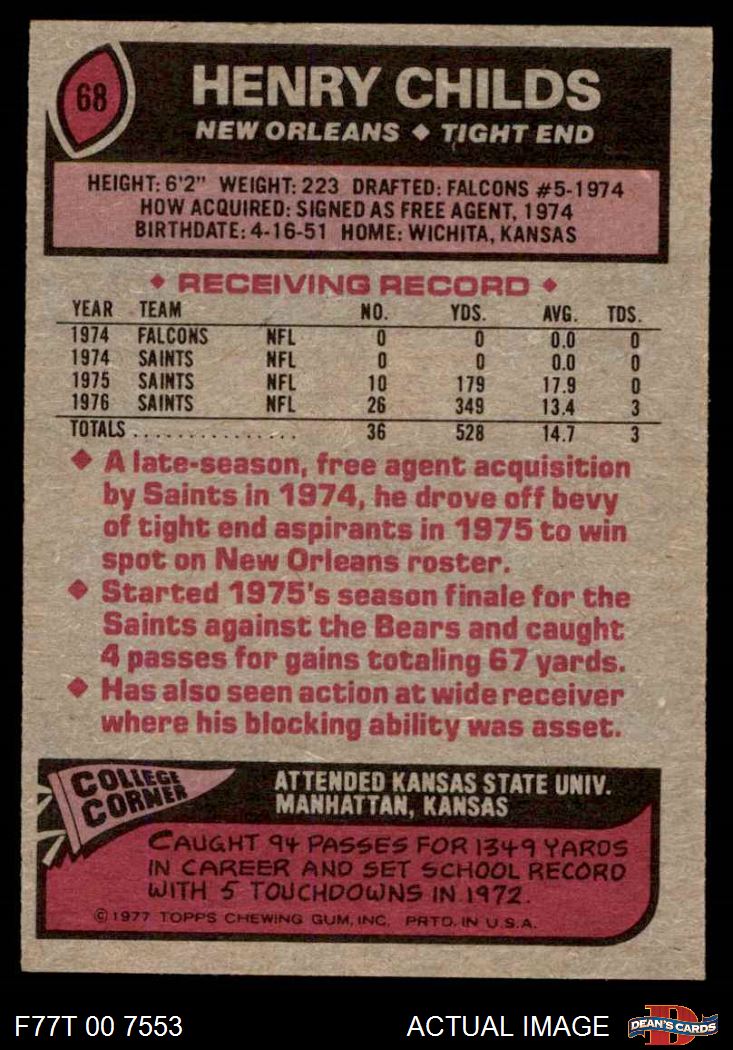 68
HENRY CHILDS
NEW ORLEANS ◆ TIGHT END
HEIGHT: 6'2" WEIGHT: 223 DRAFTED: FALCONS #5-1974
HOW ACQUIRED: SIGNED AS FREE AGENT, 1974
BIRTHDATE: 4-16-51 HOME: WICHITA, KANSAS
◆ RECEIVING RECORD ◆
YEAR TEAM NO. YDS. AVG. TDS.
1974 FALCONS NFL 0 0 0.0 0
1974 SAINTS NFL 0 0 0.0 0
1975 SAINTS NFL 10 179 17.9 0
1976 SAINTS NFL 26 349 13.4 3
TOTALS ................ 36 528 14.7 3
◆ A late-season, free agent acquisition
by Saints in 1974, he drove off bevy
of tight end aspirants in 1975 to win
spot on New Orleans roster.
◆ Started 1975's season finale for the
Saints against the Bears and caught
4 passes for gains totaling 67 yards.
◆ Has also seen action at wide receiver
where his blocking ability was asset.
COLLEGE
CORNER
ATTENDED KANSAS STATE UNIV.
MANHATTAN, KANSAS
CAUGHT 94 PASSES FOR 1349 YARDS
IN CAREER AND SET SCHOOL RECORD
WITH 5 TOUCHDOWNS IN 1972.
© 1977 TOPPS CHEWING GUM, INC. PRTD. IN U.S.A.
F77T 00 7553 ACTUAL IMAGE
D
DEAN'S CARDS